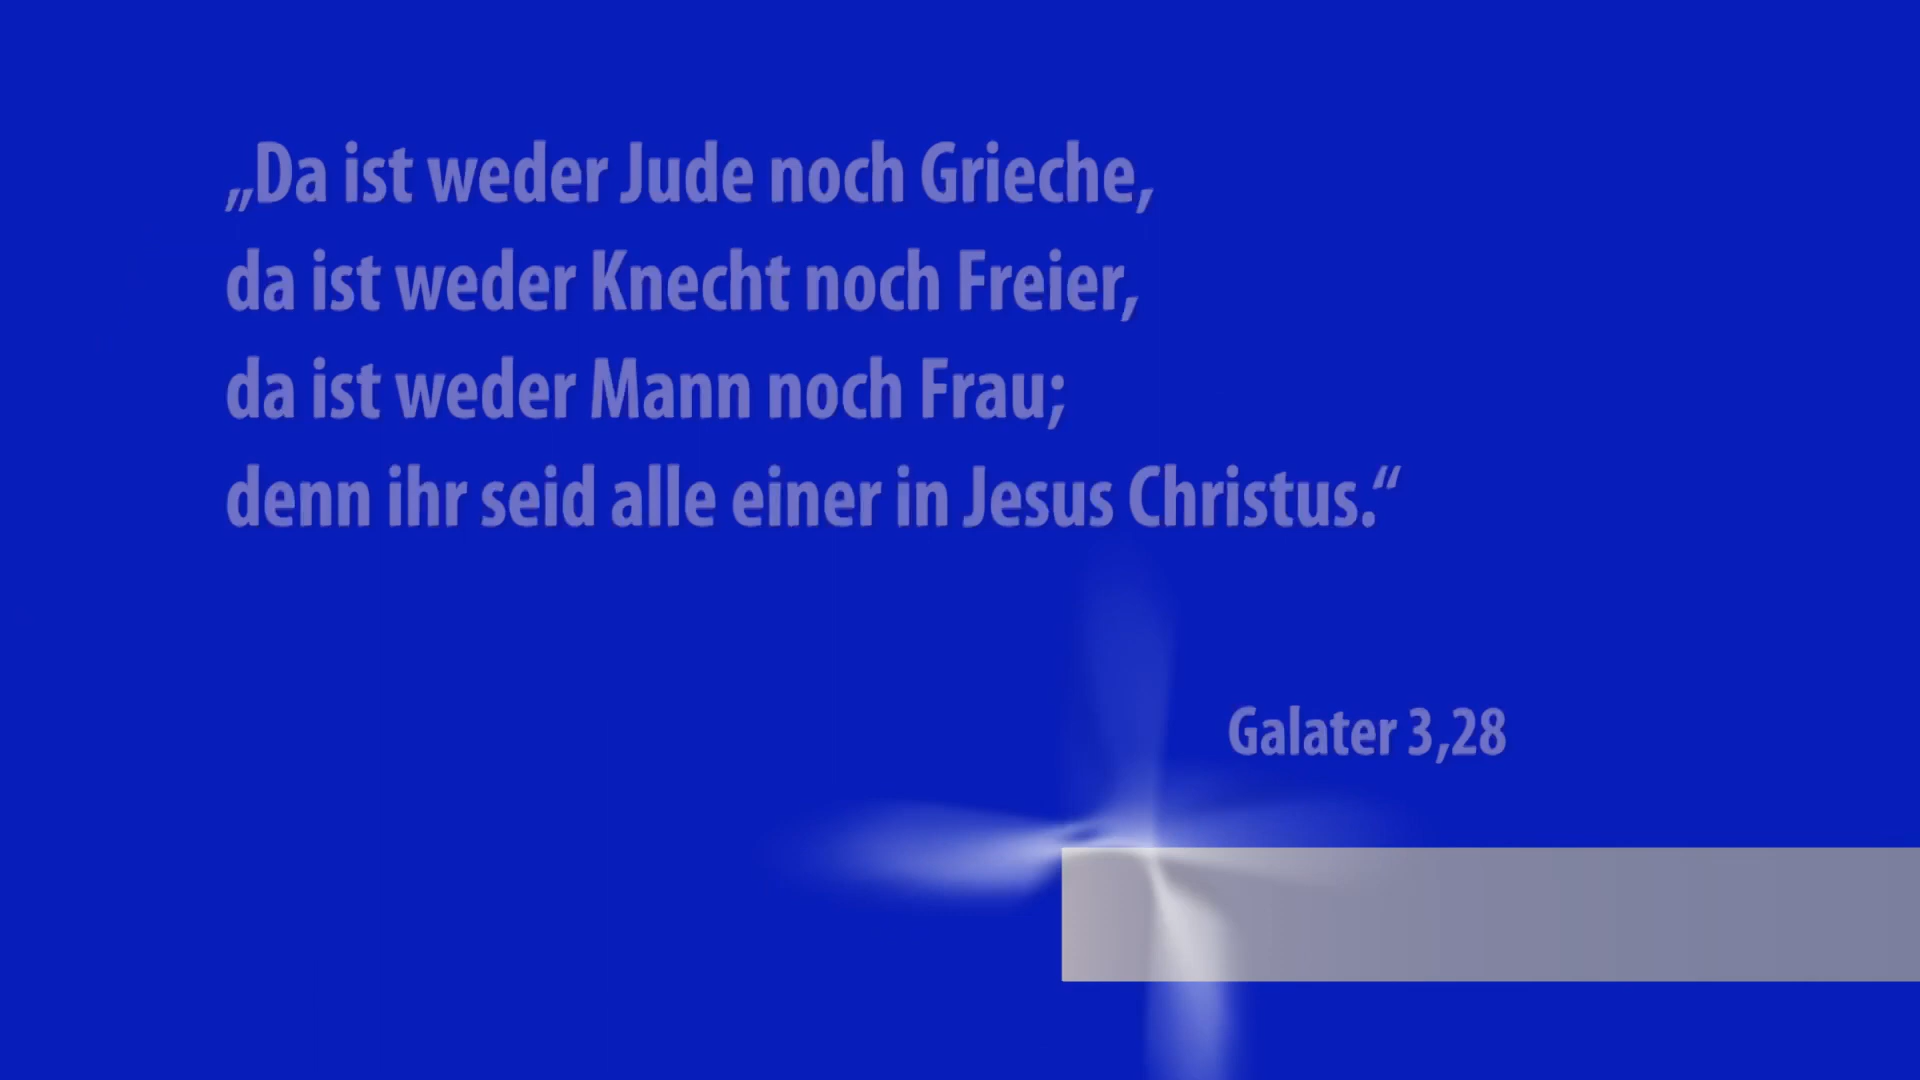 „Da ist weder Jude noch Grieche,
da ist weder Knecht noch Freier,
da ist weder Mann noch Frau;
denn ihr seid alle einer in Jesus Christus.“
Galater 3,28